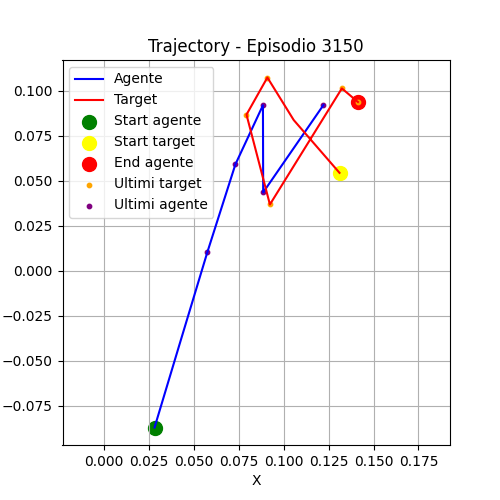 Trajectory - Episodio 3150
Agente
Target
Start agente
Start target
End agente
Ultimi target
Ultimi agente
0.100
0.075
0.050
0.025
0.000
−0.025
−0.050
−0.075
0.000 0.025 0.050 0.075 0.100 0.125 0.150 0.175
X